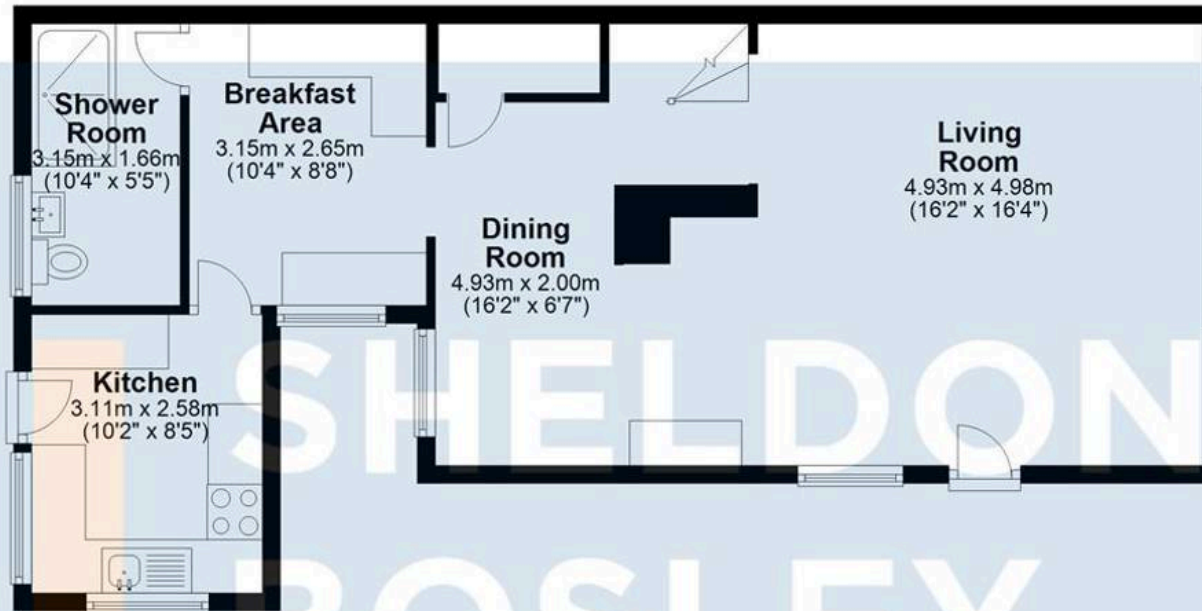 Shower
Room
3.15m x 1.66m
(10'4" x 5'5")
Breakfast
Area
3.15m x 2.65m
(10'4" x 8'8")
Living
Room
4.93m x 4.98m
(16'2" x 16'4")
Dining
Room
4.93m x 2.00m
(16'2" x 6'7")
Kitchen
3.11m x 2.58m
(10'2" x 8'5")
SHELDON
BOSLEY